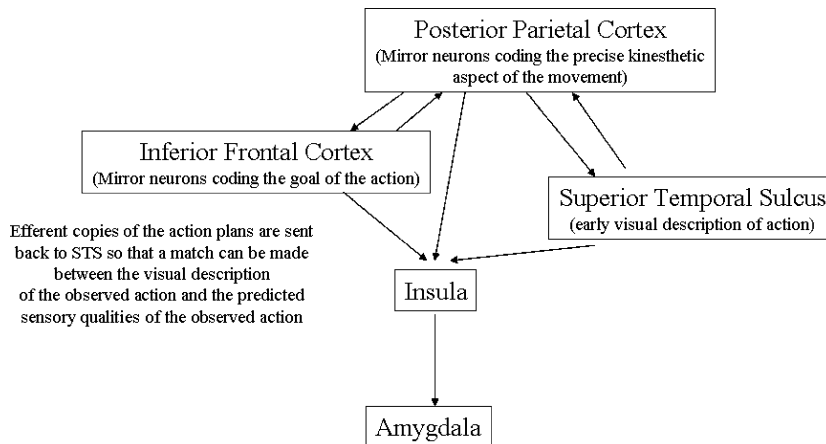 Posterior Parietal Cortex
(Mirror neurons coding the precise kinesthetic
aspect of the movement)
Inferior Frontal Cortex
(Mirror neurons coding the goal of the action)
Superior Temporal Sulcus
(early visual description of action)
Efferent copies of the action plans are sent
back to STS so that a match can be made
between the visual description
of the observed action and the predicted
sensory qualities of the observed action
Insula
Amygdala